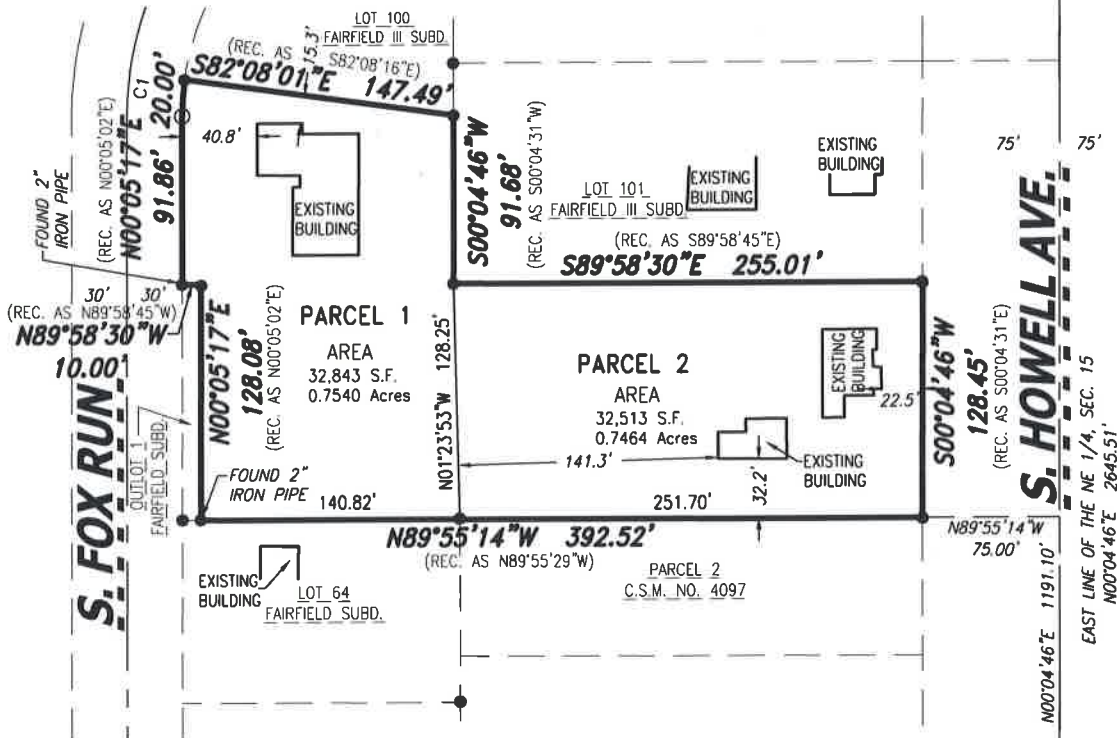 LOT 100
FAIRFIELD III SUBD.
(REC. AS S82°08'16"E)
S82°08'01"E 147.49'
15.3'
C1
20.00'
(REC. AS N00°05'02"E)
N00°05'17"E
91.86'
FOUND 2"
IRON PIPE
40.8'
EXISTING
BUILDING
S00°04'46"W
91.68'
(REC. AS S00°04'31"W)
LOT 101
FAIRFIELD III SUBD.
EXISTING
BUILDING
EXISTING
BUILDING
75'
75'
(REC. AS S89°58'45"E)
S89°58'30"E 255.01'
30'
30'
(REC. AS N89°58'45"W)
N89°58'30"W
10.00'
N00°05'17"E
128.08'
(REC. AS N00°05'02"E)
PARCEL 1
AREA
32,843 S.F.
0.7540 Acres
N01°23'53"W 128.25'
PARCEL 2
AREA
32,513 S.F.
0.7464 Acres
EXISTING
BUILDING
22.5'
S00°04'46"W
128.45'
(REC. AS S00°04'31"E)
S. HOWELL AVE.
EAST LINE OF THE NE 1/4, SEC. 15
N00°04'46"E 2645.51'
S. FOX RUN
OUTLOT 1
FAIRFIELD SUBD.
FOUND 2"
IRON PIPE
141.3'
32.2'
EXISTING
BUILDING
140.82'
251.70'
N89°55'14"W 392.52'
(REC. AS N89°55'29"W)
N89°55'14"W
75.00'
N00°04'46"E 1191.10'
EXISTING
BUILDING
LOT 64
FAIRFIELD SUBD.
PARCEL 2
C.S.M. NO. 4097